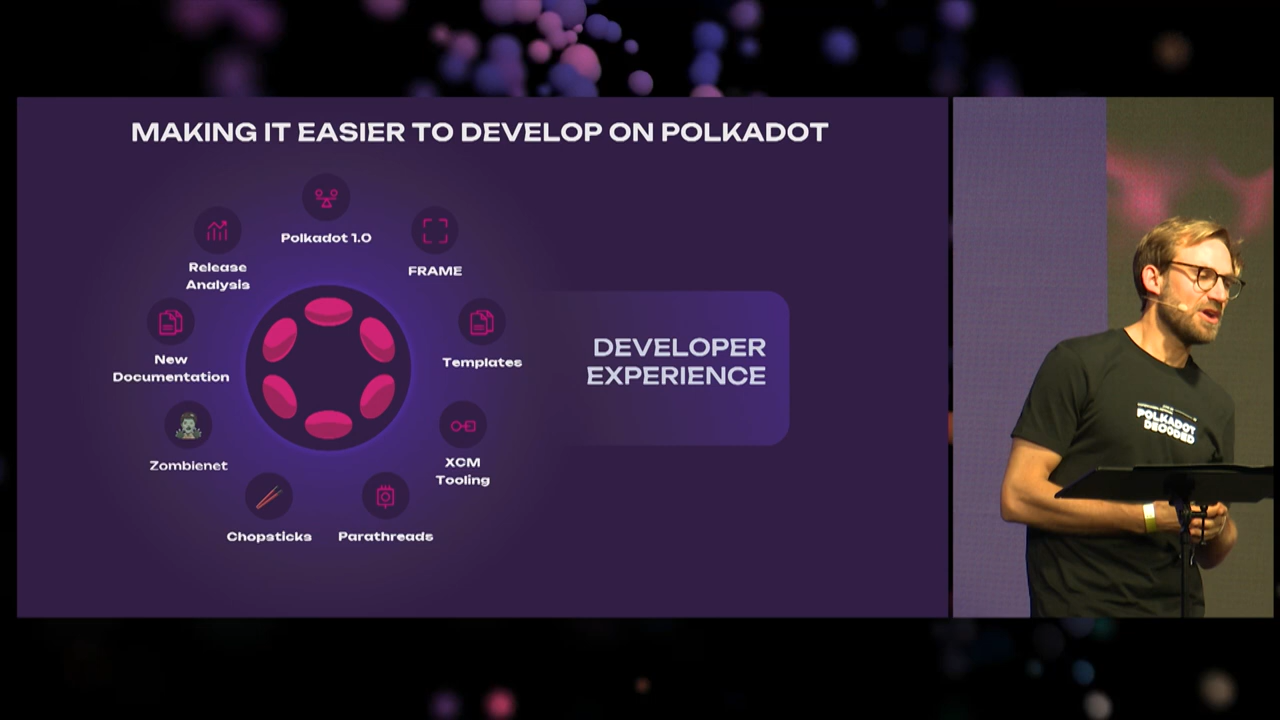 MAKING IT EASIER TO DEVELOP ON POLKADOT
Polkadot 1.0
Release
Analysis
FRAME
New
Documentation
Templates
DEVELOPER
EXPERIENCE
Zombienet
XCM
Tooling
Chopsticks
Parathreads
POLKADOT
DECODED